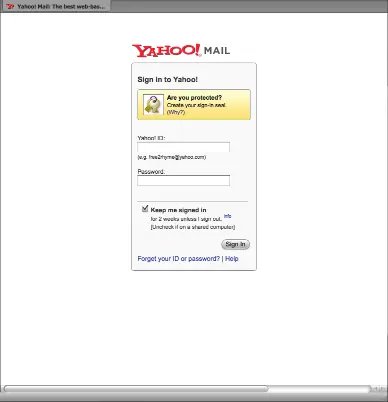 Yahoo! Mail: The best web-bas...
YAHOO! MAIL
Sign in to Yahoo!
Are you protected?
Create your sign-in seal.
(Why?)
Yahoo! ID:
(e.g. free2rhyme@yahoo.com)
Password:
Keep me signed in
for 2 weeks unless I sign out. Info
[Uncheck if on a shared computer]
Sign In
Forget your ID or password? | Help